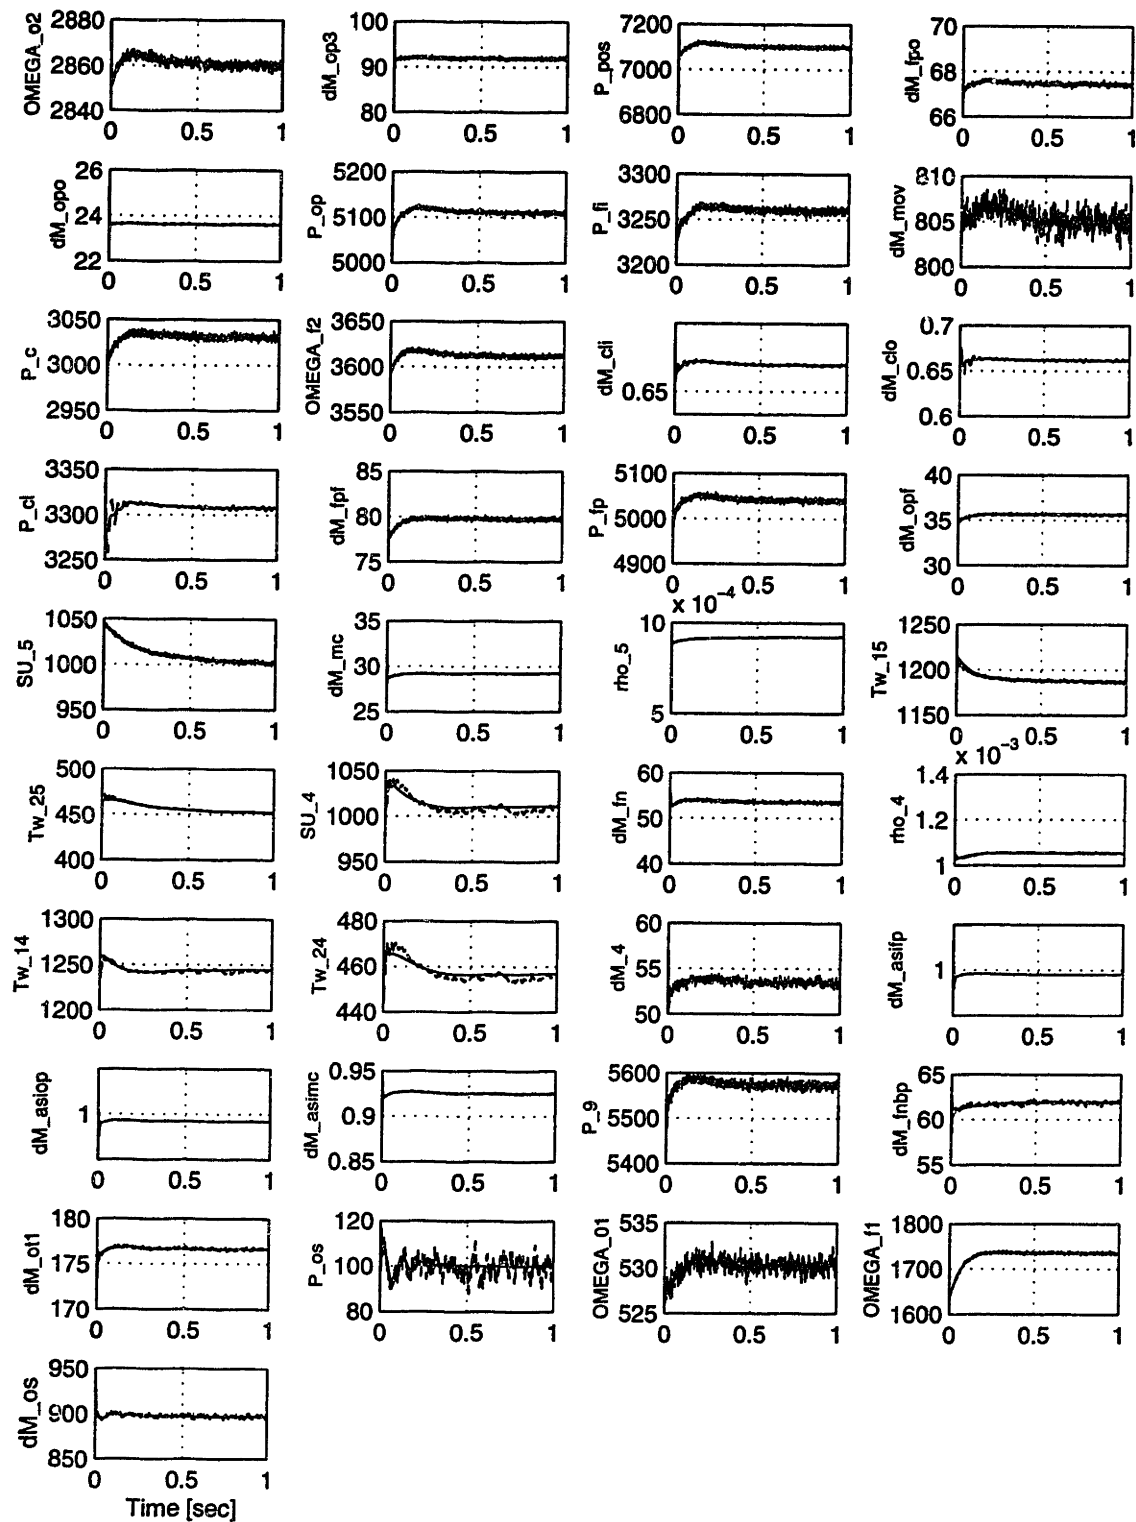 OMEGA_o2
2880
2860
2840
0 0.5 1
dM_op3
100
90
80
0 0.5 1
P_pos
7200
7000
6800
0 0.5 1
dM_fpo
70
68
66
0 0.5 1
dM_opo
26
24
22
0 0.5 1
P_op
5200
5100
5000
0 0.5 1
P_fi
3300
3250
3200
0 0.5 1
dM_mov
810
805
800
0 0.5 1
P_c
3050
3000
2950
0 0.5 1
OMEGA_f2
3650
3600
3550
0 0.5 1
dM_cli
0.65
0 0.5 1
dM_clo
0.7
0.65
0.6
0 0.5 1
P_cl
3350
3300
3250
0 0.5 1
dM_fpf
85
80
75
0 0.5 1
P_fp
5100
5000
4900
0 0.5 1
dM_opf
40
35
30
0 0.5 1
SU_5
1050
1000
950
0 0.5 1
dM_mc
35
30
25
0 0.5 1
x 10⁻⁴
rho_5
10
5
0 0.5 1
Tw_15
1250
1200
1150
0 0.5 1
Tw_25
500
450
400
0 0.5 1
SU_4
1050
1000
950
0 0.5 1
dM_fn
60
50
40
0 0.5 1
x 10⁻³
rho_4
1.4
1.2
1
0 0.5 1
Tw_14
1300
1250
1200
0 0.5 1
Tw_24
480
460
440
0 0.5 1
dM_4
60
55
50
0 0.5 1
dM_asifp
1
0 0.5 1
dM_asiop
1
0 0.5 1
dM_asimc
0.95
0.9
0.85
0 0.5 1
P_9
5600
5500
5400
0 0.5 1
dM_fnbp
65
60
55
0 0.5 1
dM_ot1
180
175
170
0 0.5 1
P_os
120
100
80
0 0.5 1
OMEGA_01
535
530
525
0 0.5 1
OMEGA_f1
1800
1700
1600
0 0.5 1
dM_os
950
900
850
0 0.5 1
Time [sec]